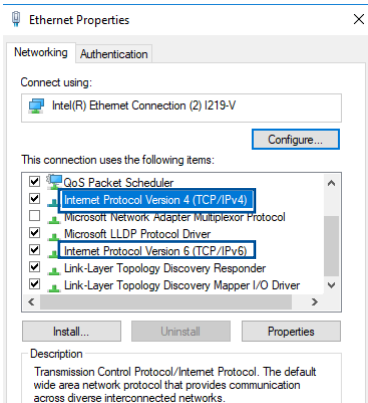 Ethernet Properties
Networking
Authentication
Connect using:
Intel(R) Ethernet Connection (2) I219-V
Configure...
This connection uses the following items:
QoS Packet Scheduler
Internet Protocol Version 4 (TCP/IPv4)
Microsoft Network Adapter Multiplexor Protocol
Microsoft LLDP Protocol Driver
Internet Protocol Version 6 (TCP/IPv6)
Link-Layer Topology Discovery Responder
Link-Layer Topology Discovery Mapper I/O Driver
Install...
Uninstall
Properties
Description
Transmission Control Protocol/Internet Protocol. The default
wide area network protocol that provides communication
across diverse interconnected networks.